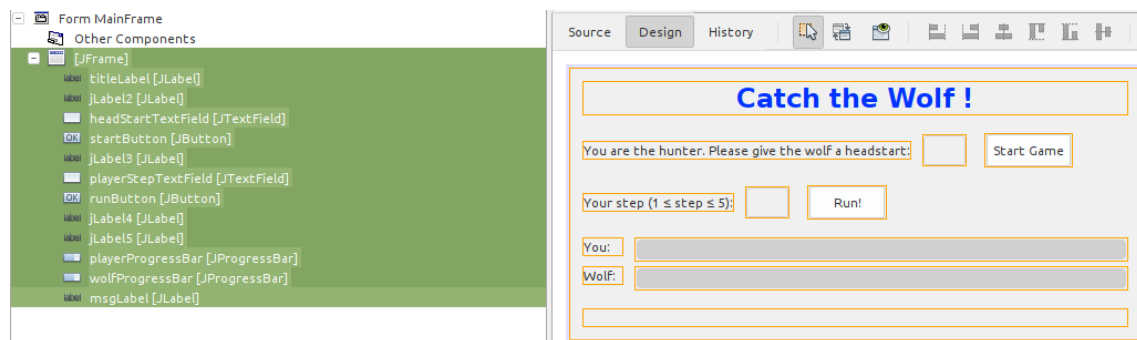 Form MainFrame
Other Components
[JFrame]
label titleLabel [JLabel]
label jLabel2 [JLabel]
headStartTextField [JTextField]
OK startButton [JButton]
label jLabel3 [JLabel]
playerStepTextField [JTextField]
OK runButton [JButton]
label jLabel4 [JLabel]
label jLabel5 [JLabel]
playerProgressBar [JProgressBar]
wolfProgressBar [JProgressBar]
label msgLabel [JLabel]
Source Design History
Catch the Wolf !
You are the hunter. Please give the wolf a headstart: Start Game
Your step (1 ≤ step ≤ 5): Run!
You:
Wolf: